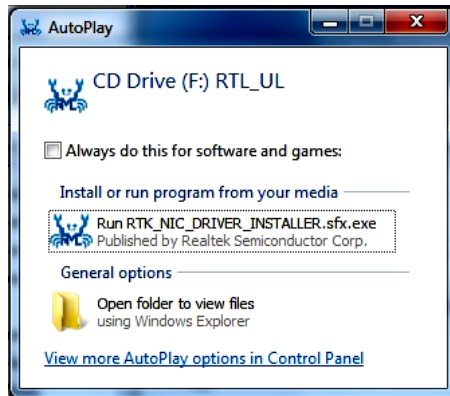 AutoPlay
CD Drive (F:) RTL_UL
Always do this for software and games:
Install or run program from your media
Run RTK_NIC_DRIVER_INSTALLER.sfx.exe
Published by Realtek Semiconductor Corp.
General options
Open folder to view files
using Windows Explorer
View more AutoPlay options in Control Panel